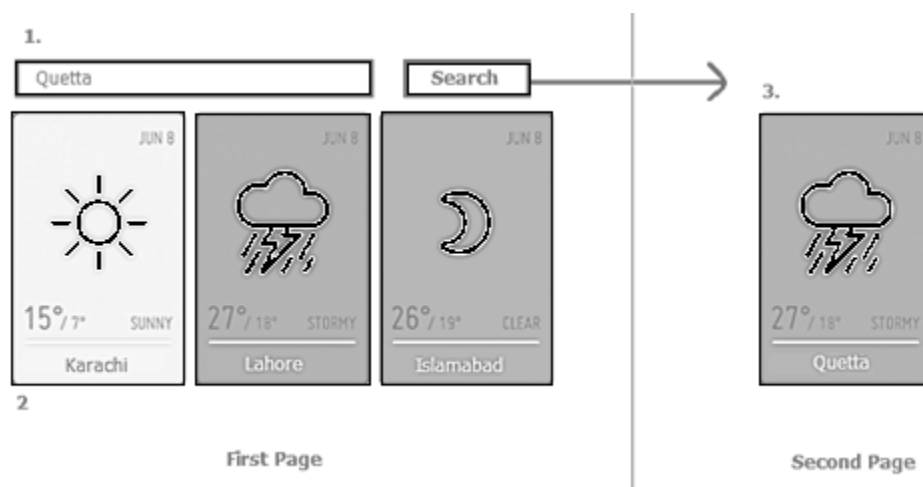 1.
Quetta
Search
3.
JUN 8
JUN 8
JUN 8
JUN 8
15°/ 7° SUNNY
27°/ 18° STORMY
26°/ 19° CLEAR
27°/ 18° STORMY
Karachi
Lahore
Islamabad
Quetta
2
First Page
Second Page